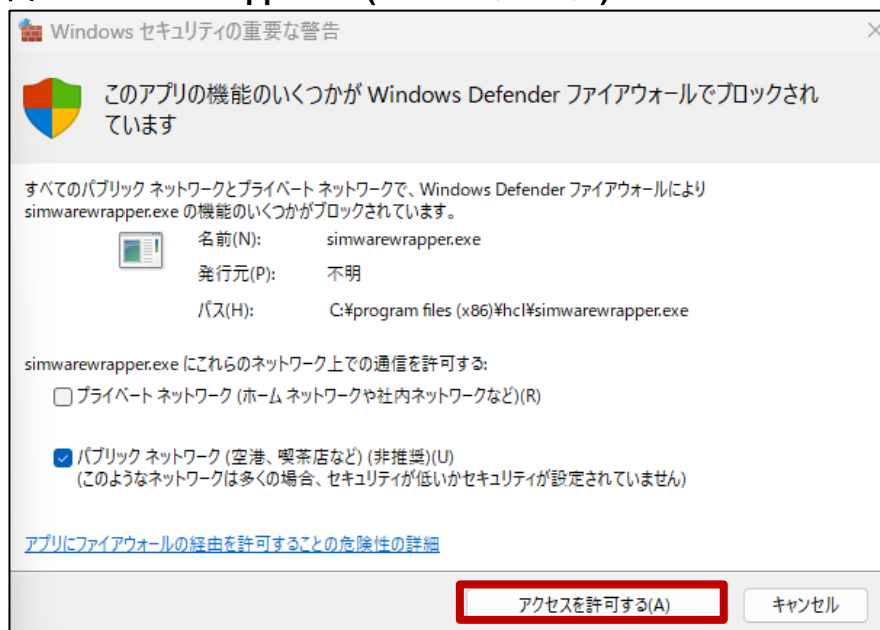 Windows セキュリティの重要な警告
このアプリの機能のいくつかが Windows Defender ファイアウォールでブロックされ
ています
すべてのパブリック ネットワークとプライベート ネットワークで、Windows Defender ファイアウォールにより
simwarewrapper.exe の機能のいくつかがブロックされています。
名前(N): simwarewrapper.exe
発行元(P): 不明
パス(H): C:¥program files (x86)¥hcl¥simwarewrapper.exe
simwarewrapper.exe にこれらのネットワーク上での通信を許可する:
プライベート ネットワーク (ホーム ネットワークや社内ネットワークなど)(R)
パブリック ネットワーク (空港、喫茶店など) (非推奨)(U)
(このようなネットワークは多くの場合、セキュリティが低いかセキュリティが設定されていません)
アプリにファイアウォールの経由を許可することの危険性の詳細
アクセスを許可する(A) キャンセル